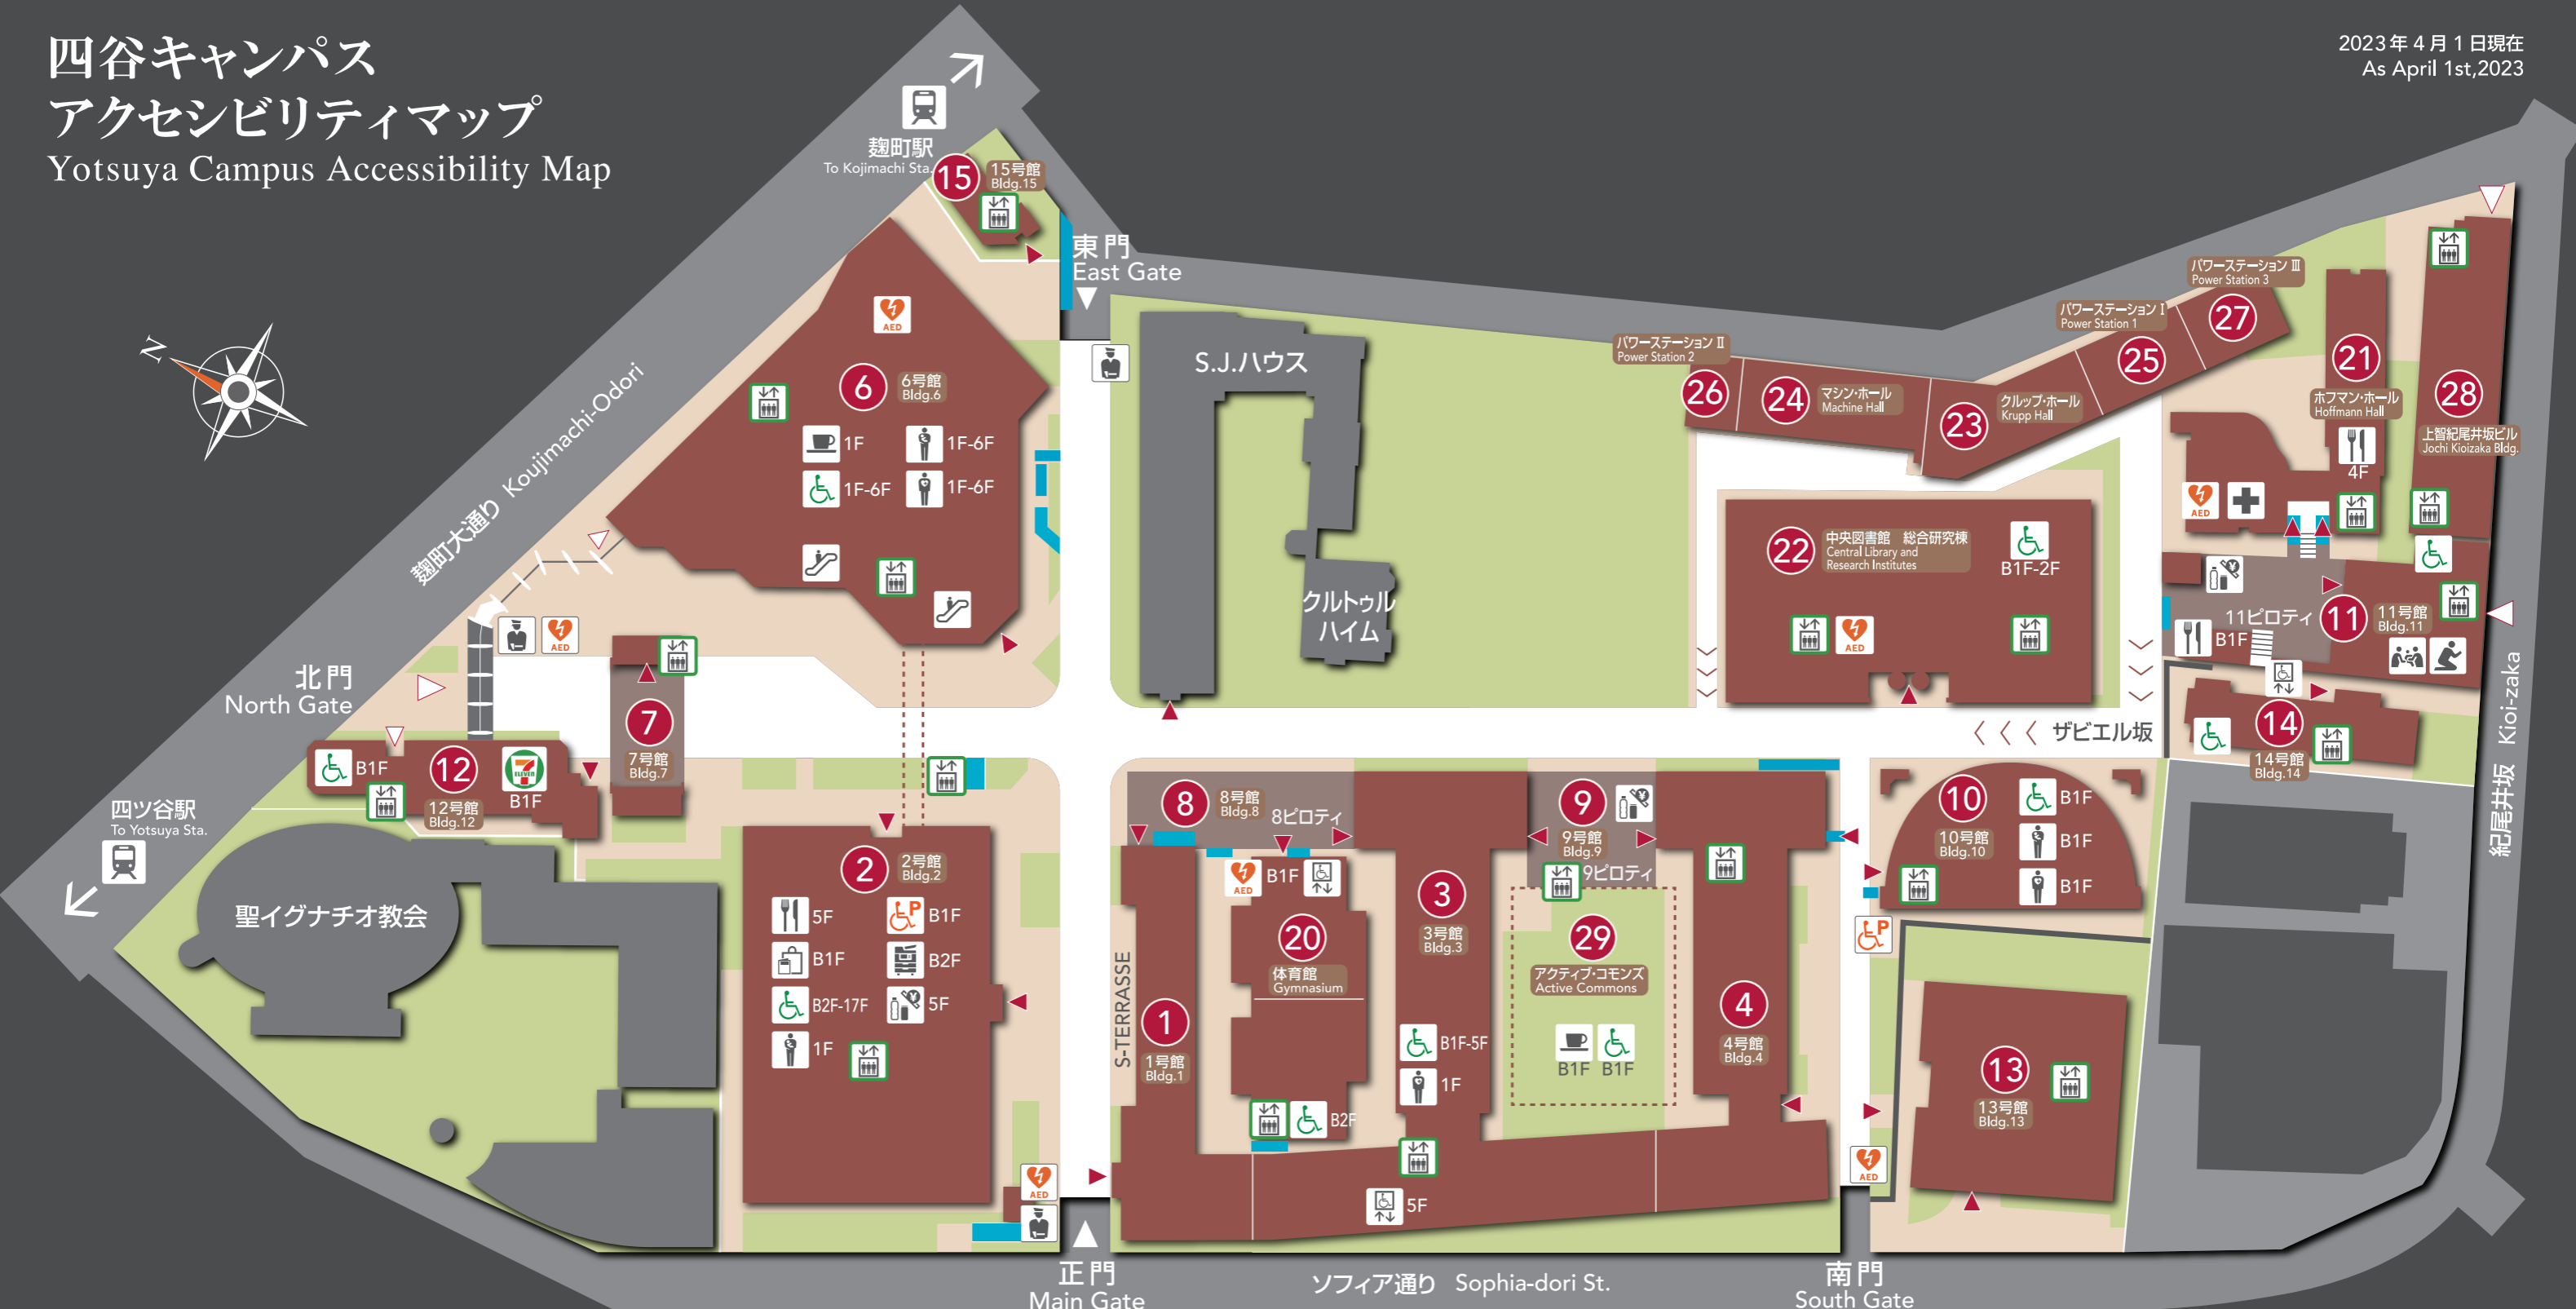 四谷キャンパス
アクセシビリティマップ
Yotsuya Campus Accessibility Map
2023年4月1日現在
As April 1st,2023
麹町駅
To Kojimachi Sta.
15
15号館
Bldg.15
東門
East Gate
N
麹町大通り Koujimachi-Odori
AED
6
6号館
Bldg.6
1F
1F-6F
1F-6F
1F-6F
S.J.ハウス
クルトゥル
ハイム
パワーステーション II
Power Station 2
26
24
マシン・ホール
Machine Hall
23
クルップ・ホール
Krupp Hall
パワーステーション I
Power Station 1
25
パワーステーション III
Power Station 3
27
21
ホフマン・ホール
Hoffmann Hall
4F
28
上智紀尾井坂ビル
Jochi Kioizaka Bldg.
AED
22
中央図書館 総合研究棟
Central Library and
Research Institutes
B1F-2F
AED
11ピロティ
B1F
11
11号館
Bldg.11
14
14号館
Bldg.14
紀尾井坂 Kioi-zaka
ザビエル坂
AED
北門
North Gate
7
7号館
Bldg.7
B1F
12
12号館
Bldg.12
7
ELEVEn
B1F
四ツ谷駅
To Yotsuya Sta.
聖イグナチオ教会
2
2号館
Bldg.2
5F
P
B1F
B1F
B2F
B2F-17F
5F
1F
AED
8
8号館
Bldg.8
8ピロティ
9
9号館
Bldg.9
9ピロティ
AED
B1F
20
体育館
Gymnasium
B2F
S-TERRASSE
1
1号館
Bldg.1
3
3号館
Bldg.3
B1F-5F
1F
5F
29
アクティブ・コモンズ
Active Commons
B1F
B1F
4
4号館
Bldg.4
10
10号館
Bldg.10
B1F
B1F
B1F
P
13
13号館
Bldg.13
AED
正門
Main Gate
ソフィア通り Sophia-dori St.
南門
South Gate